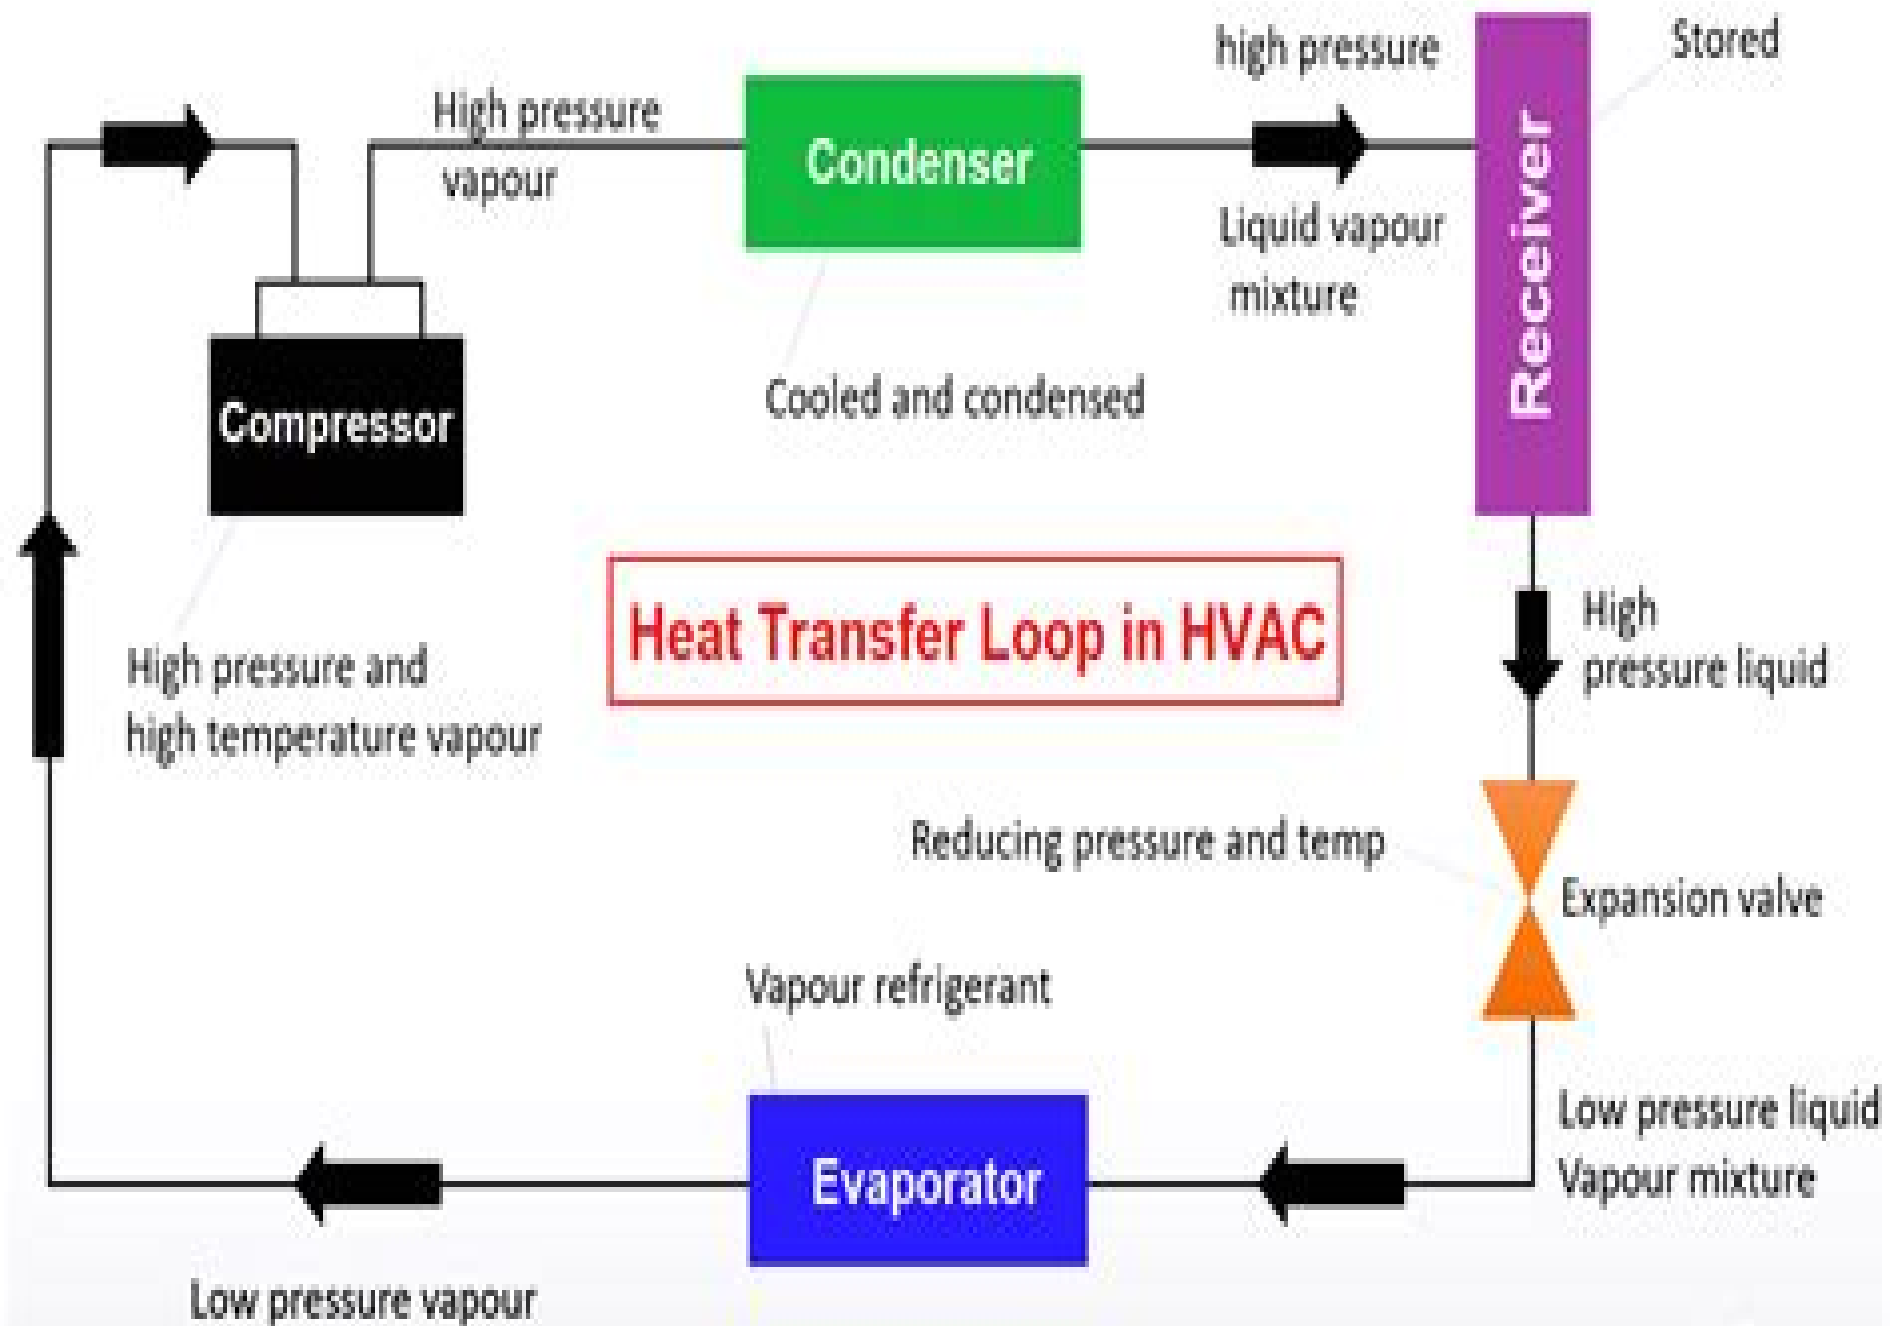 high pressure
Stored
High pressure
vapour
Condenser
Liquid vapour
mixture
Receiver
Cooled and condensed
Compressor
Heat Transfer Loop in HVAC
High
pressure liquid
High pressure and
high temperature vapour
Reducing pressure and temp
Expansion valve
Vapour refrigerant
Low pressure liquid
Vapour mixture
Evaporator
Low pressure vapour